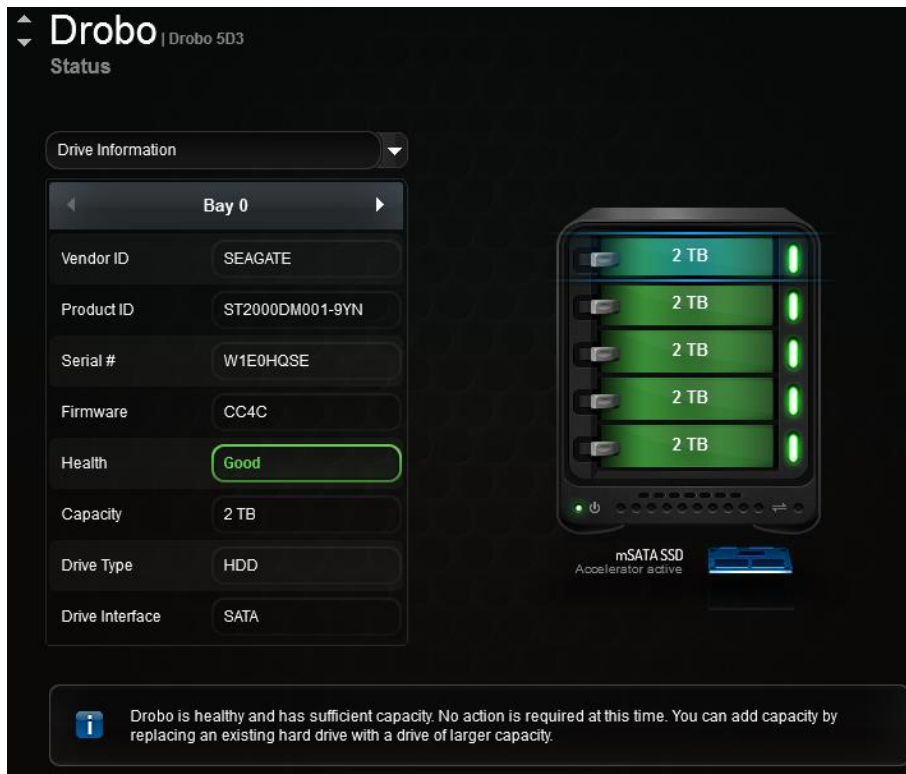 Drobo | Drobo 5D3
Status
Drive Information
Bay 0
Vendor ID SEAGATE
Product ID ST2000DM001-9YN
Serial # W1E0HQSE
Firmware CC4C
Health Good
Capacity 2 TB
Drive Type HDD
Drive Interface SATA
2 TB
2 TB
2 TB
2 TB
2 TB
mSATA SSD
Accelerator active
Drobo is healthy and has sufficient capacity. No action is required at this time. You can add capacity by
replacing an existing hard drive with a drive of larger capacity.